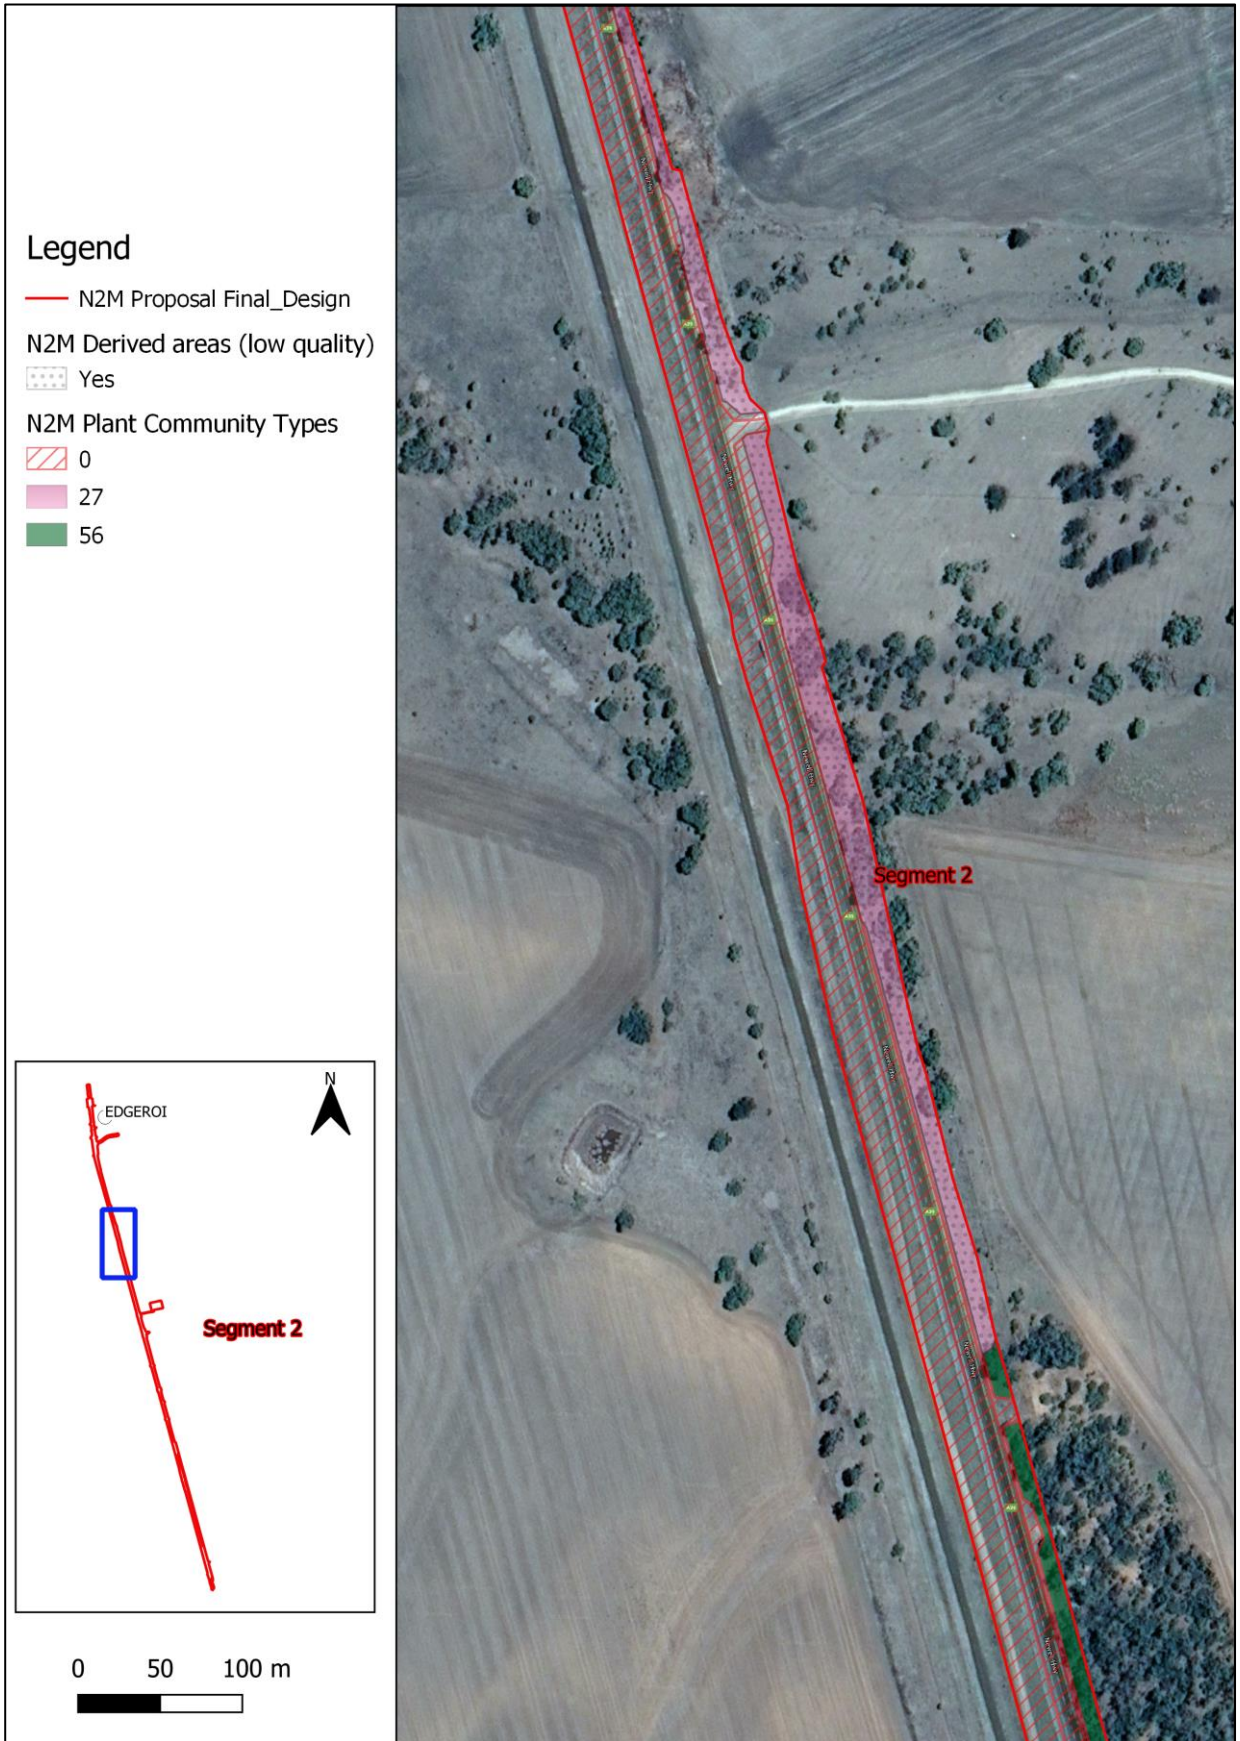 Legend
N2M Proposal Final_Design
N2M Derived areas (low quality)
Yes
N2M Plant Community Types
0
27
56
Segment 2
N
EDGEROI
Segment 2
0 50 100 m